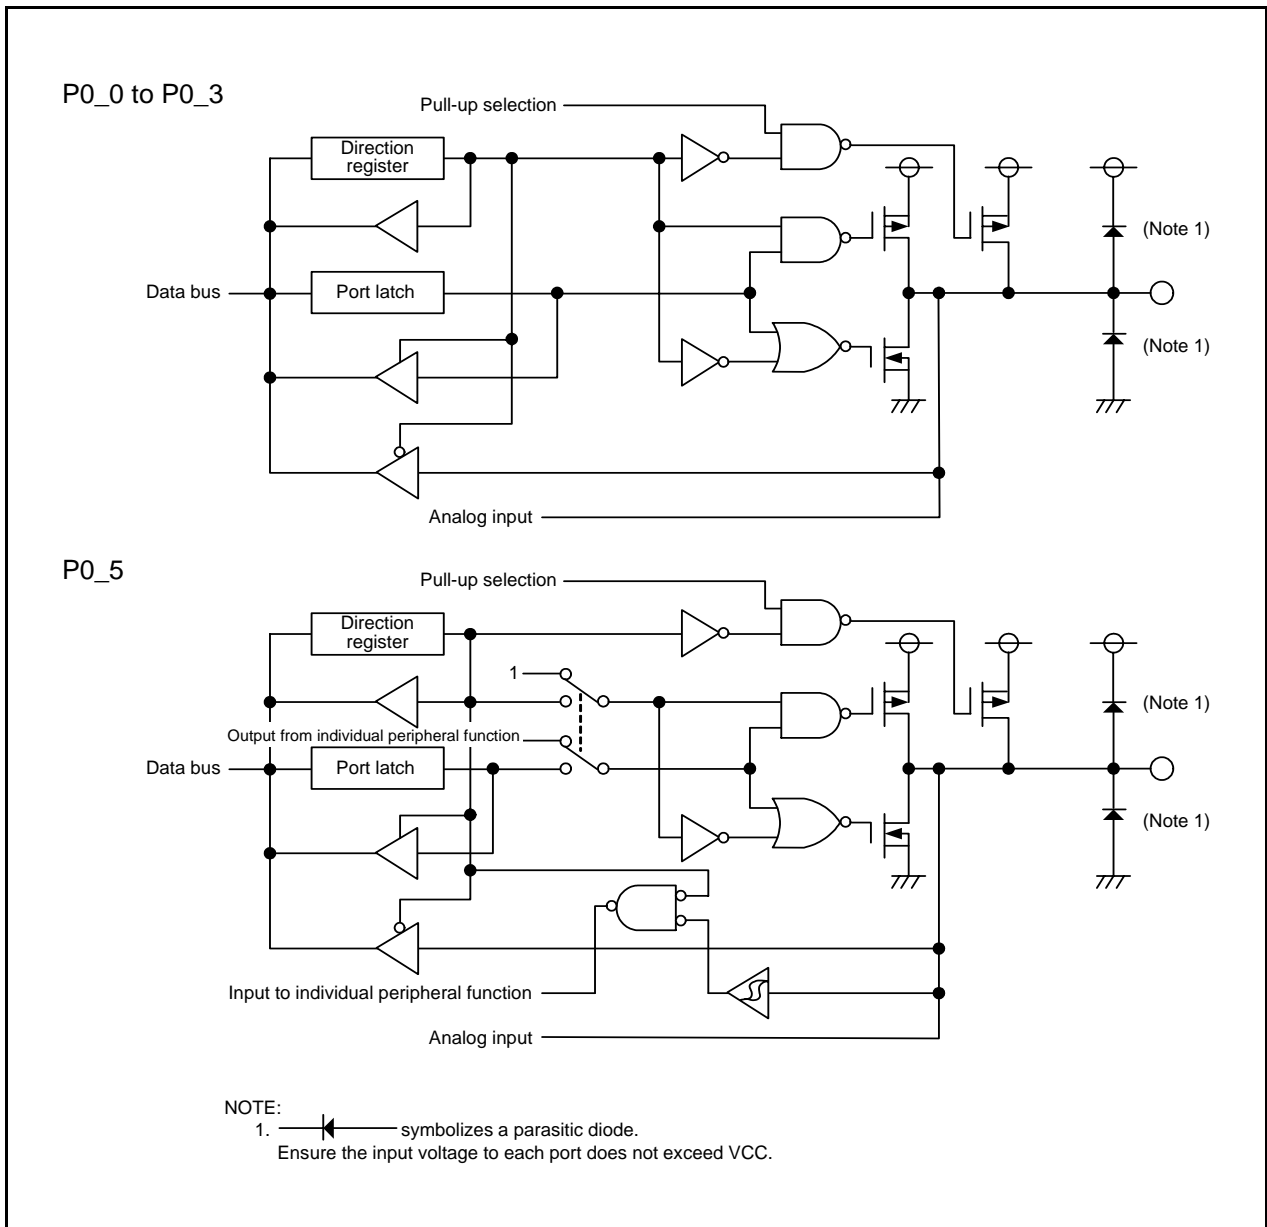 P0_0 to P0_3
Pull-up selection
Direction
register
(Note 1)
Data bus
Port latch
(Note 1)
Analog input
P0_5
Pull-up selection
Direction
register
1
(Note 1)
Output from individual peripheral function
Data bus
Port latch
(Note 1)
Input to individual peripheral function
Analog input
NOTE:
1. symbolizes a parasitic diode.
Ensure the input voltage to each port does not exceed VCC.